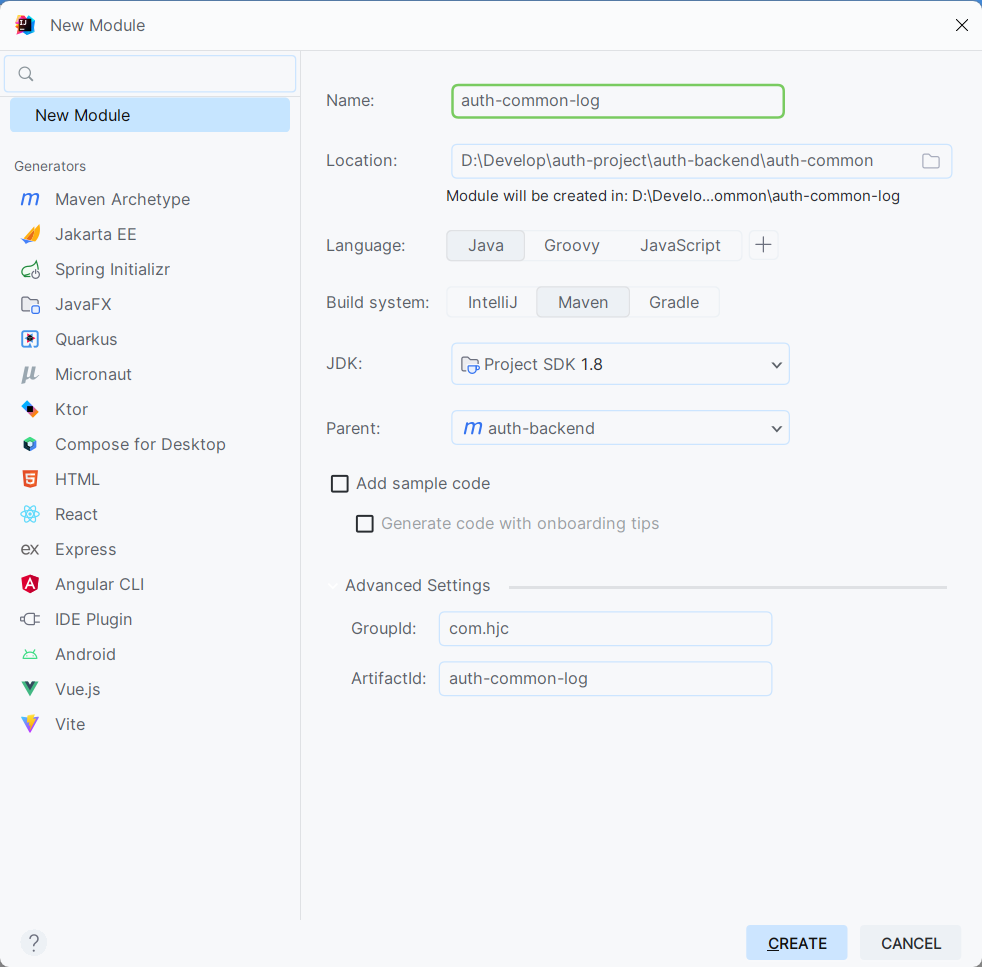 New Module
New Module
Generators
Maven Archetype
Jakarta EE
Spring Initializr
JavaFX
Quarkus
Micronaut
Ktor
Compose for Desktop
HTML
React
Express
Angular CLI
IDE Plugin
Android
Vue.js
Vite
Name: auth-common-log
Location: D:\Develop\auth-project\auth-backend\auth-common
Module will be created in: D:\Develo...ommon\auth-common-log
Language: Java Groovy JavaScript
Build system: IntelliJ Maven Gradle
JDK: Project SDK 1.8
Parent: auth-backend
Add sample code
Generate code with onboarding tips
Advanced Settings
GroupId: com.hjc
ArtifactId: auth-common-log
? CREATE CANCEL